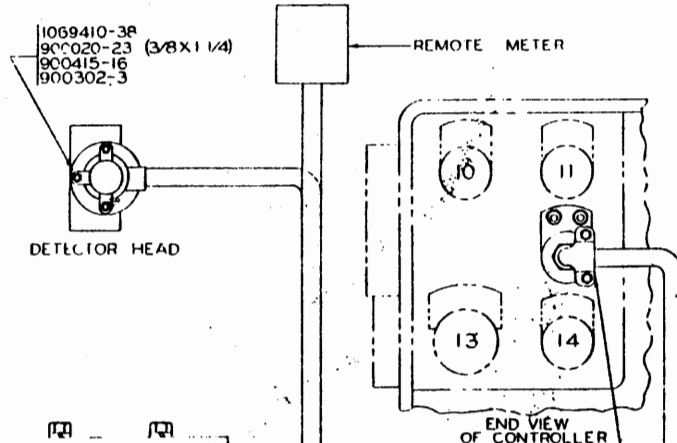 1069410-38
900020-23 (3/8X1 1/4)
900415-16
900302-3
REMOTE METER
10
11
DETECTOR HEAD
13
14
END VIEW
OF CONTROLLER